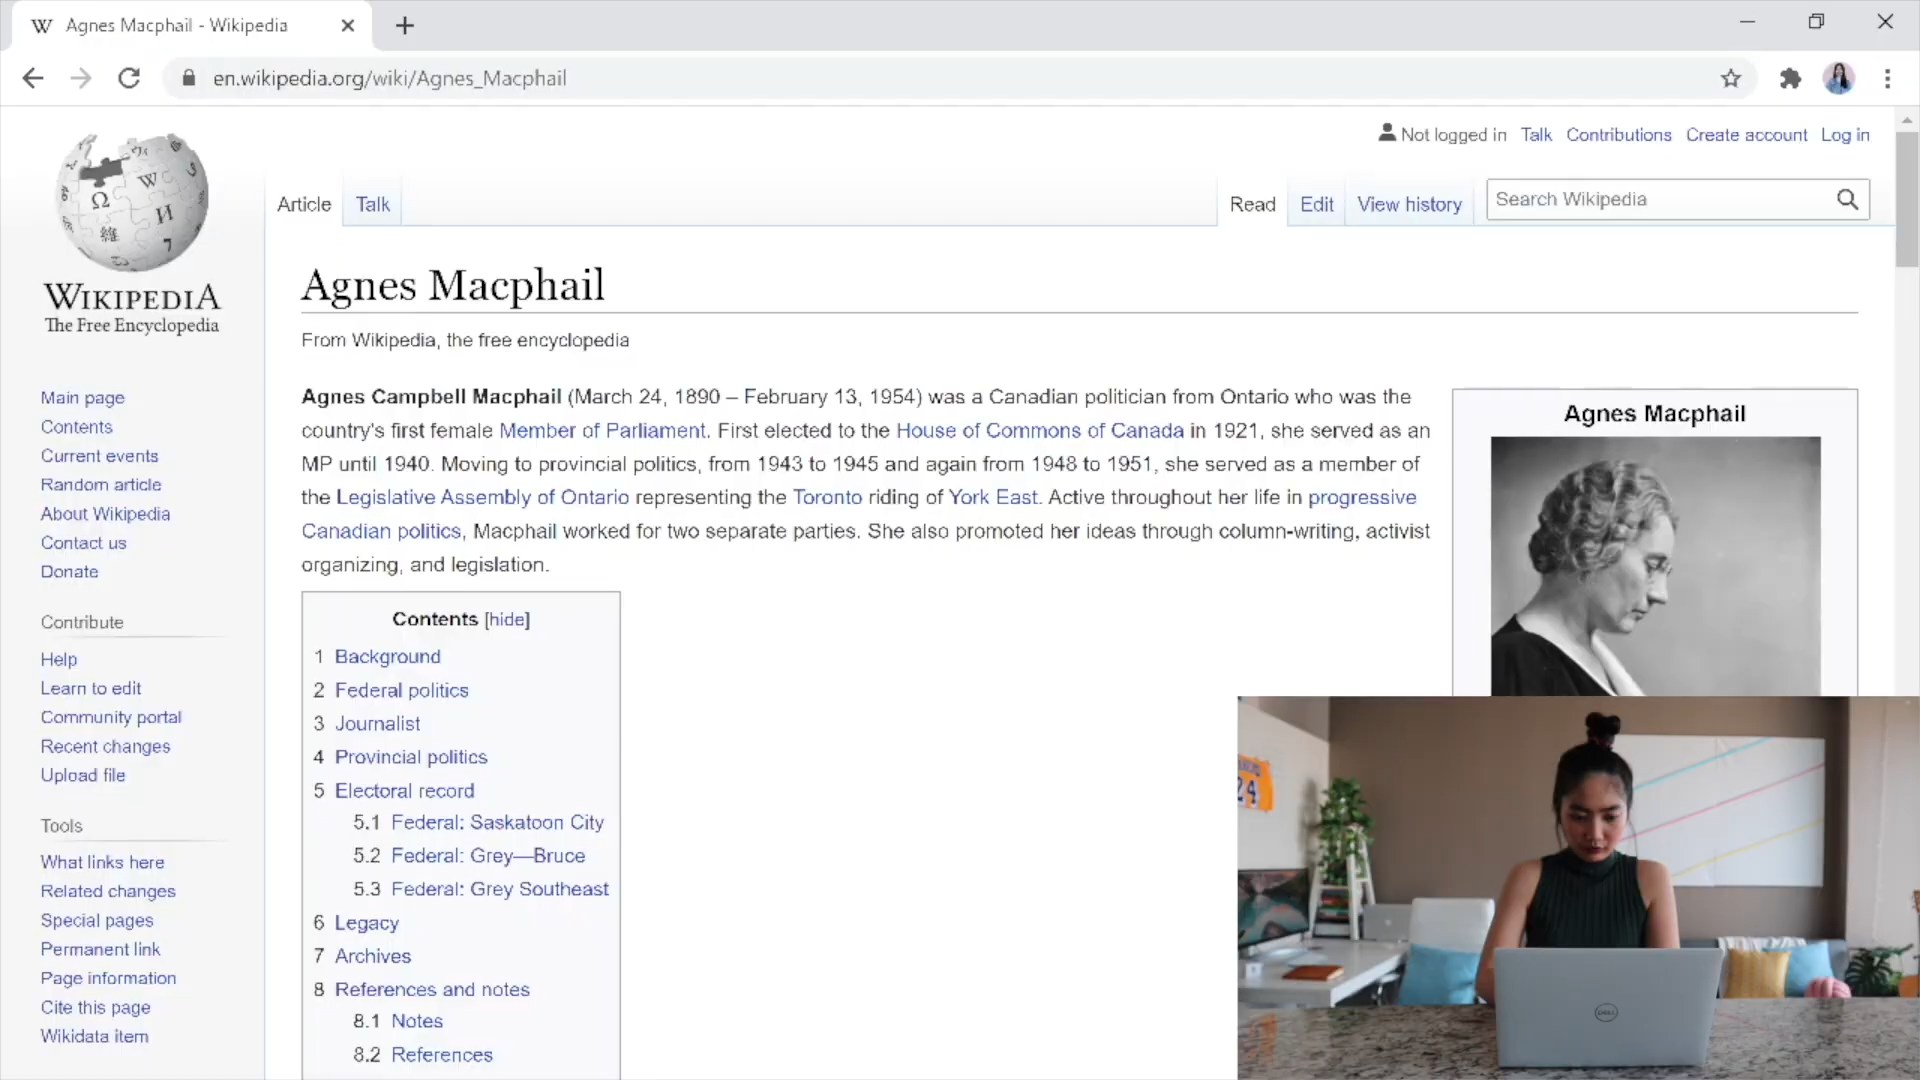 Agnes Macphail - Wikipedia
en.wikipedia.org/wiki/Agnes_Macphail
Not logged in Talk Contributions Create account Log in
Article Talk Read Edit View history Search Wikipedia
WIKIPEDIA
The Free Encyclopedia
Main page
Contents
Current events
Random article
About Wikipedia
Contact us
Donate
Contribute
Help
Learn to edit
Community portal
Recent changes
Upload file
Tools
What links here
Related changes
Special pages
Permanent link
Page information
Cite this page
Wikidata item
Agnes Macphail
From Wikipedia, the free encyclopedia
Agnes Campbell Macphail (March 24, 1890 – February 13, 1954) was a Canadian politician from Ontario who was the
country's first female Member of Parliament. First elected to the House of Commons of Canada in 1921, she served as an
MP until 1940. Moving to provincial politics, from 1943 to 1945 and again from 1948 to 1951, she served as a member of
the Legislative Assembly of Ontario representing the Toronto riding of York East. Active throughout her life in progressive
Canadian politics, Macphail worked for two separate parties. She also promoted her ideas through column-writing, activist
organizing, and legislation.
Contents [hide]
1 Background
2 Federal politics
3 Journalist
4 Provincial politics
5 Electoral record
5.1 Federal: Saskatoon City
5.2 Federal: Grey—Bruce
5.3 Federal: Grey Southeast
6 Legacy
7 Archives
8 References and notes
8.1 Notes
8.2 References
Agnes Macphail
24
DELL